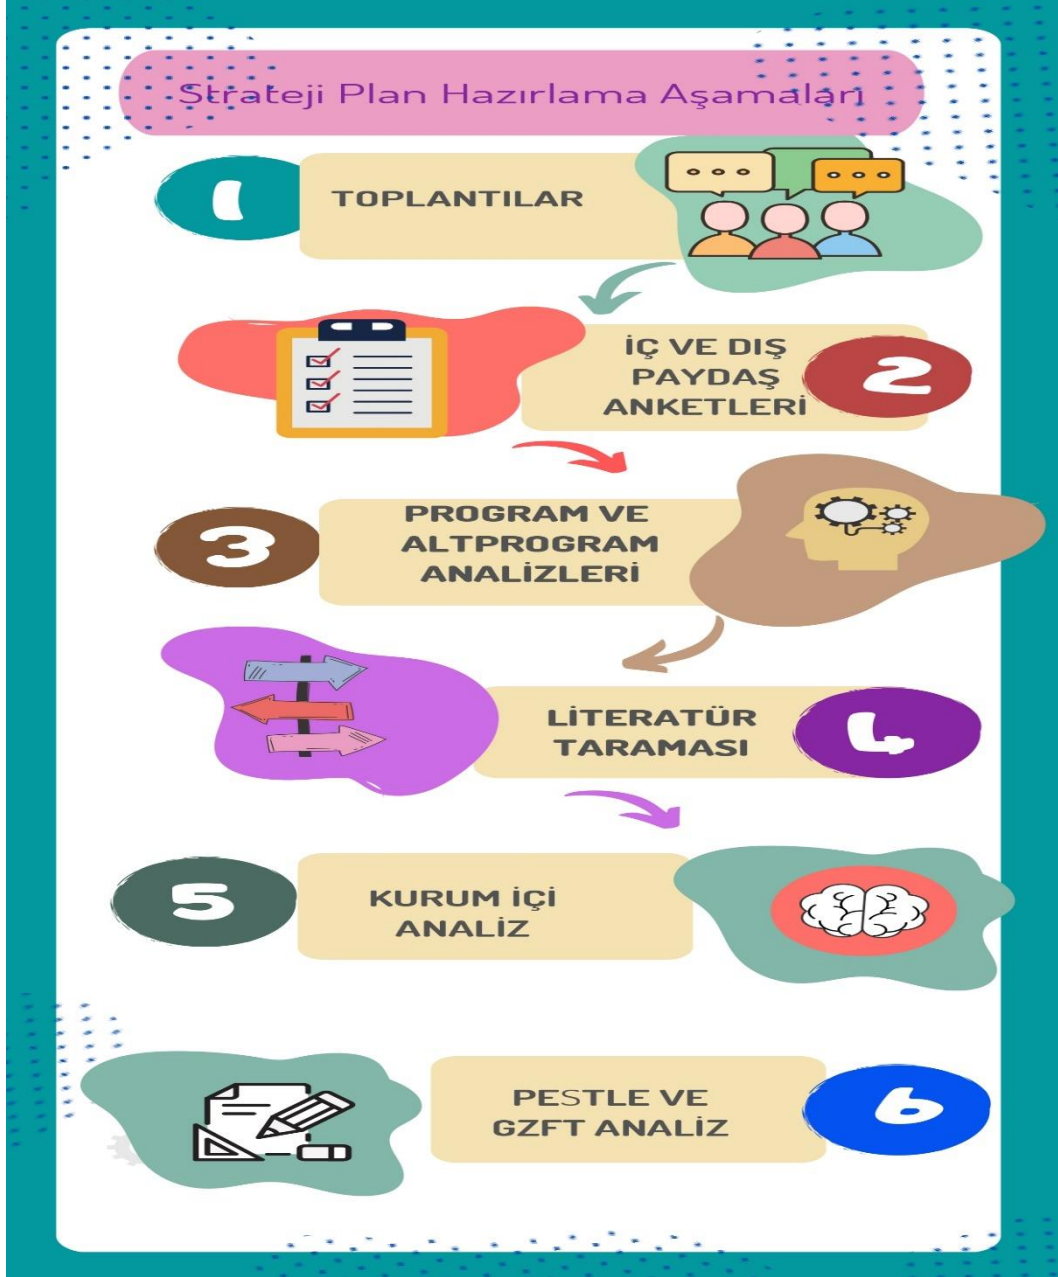 Strateji Plan Hazırlama Aşamaları
1
TOPLANTILAR
İÇ VE DIŞ
PAYDAŞ
ANKETLERİ
2
3
PROGRAM VE
ALTPROGRAM
ANALİZLERİ
LİTERATÜR
TARAMASI
4
5
KURUM İÇİ
ANALİZ
PESTLE VE
GZFT ANALİZ
6